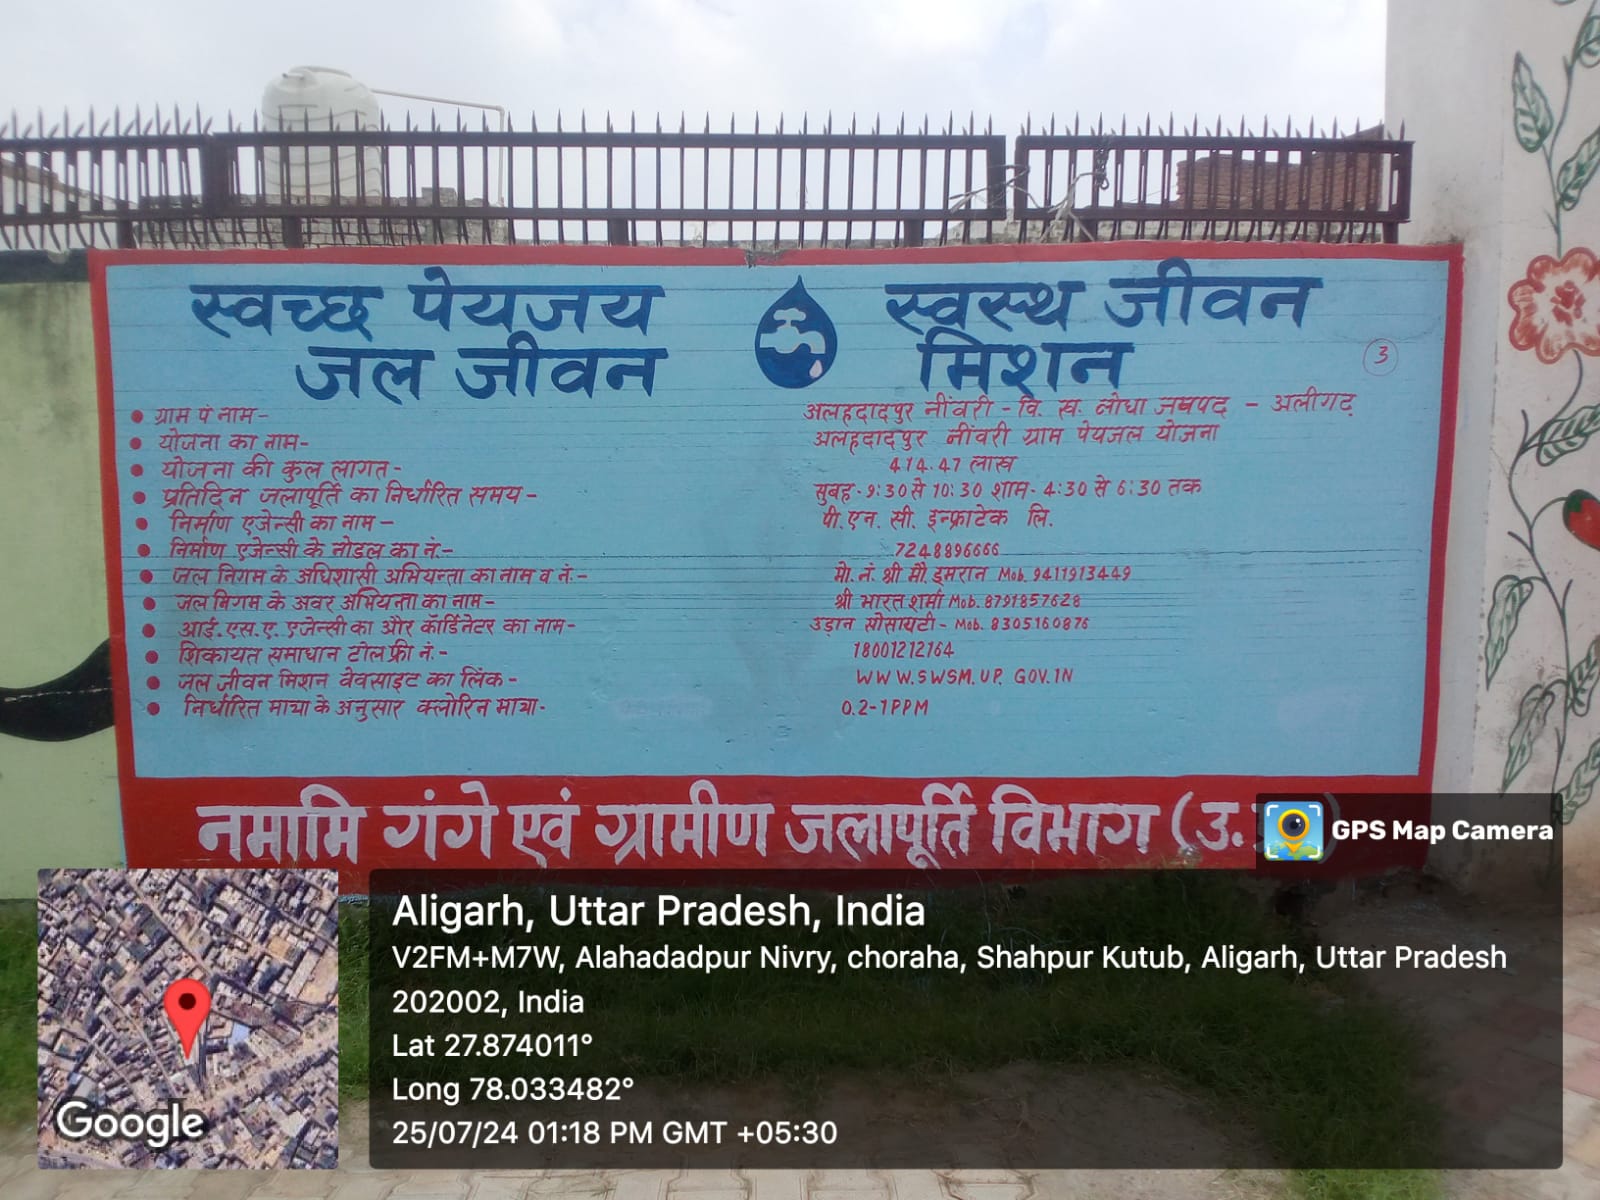 स्वच्छ पेयजय स्वस्थ जीवन
जल जीवन मिशन
3
• ग्राम पं नाम- अलहदादपुर नींवरी - वि. ख. लोधा जनपद - अलीगढ़
• योजना का नाम- अलहदादपुर नींवरी ग्राम पेयजल योजना
• योजना की कुल लागत- 414.47 लाख
• प्रतिदिन जलापूर्ति का निर्धारित समय- सुबह- 9:30 से 10:30 शाम- 4:30 से 6:30 तक
• निर्माण एजेन्सी का नाम- पी. एन. सी. इन्फ्राटेक लि.
• निर्माण एजेन्सी के नोडल का नं.- 7248896666
• जल निगम के अधिशासी अभियन्ता का नाम व नं.- मो. नं. श्री मौ. इमरान Mob. 9411913449
• जल निगम के अवर अभियन्ता का नाम- श्री भारत शर्मा Mob. 8791857628
• आई.एस.ए. एजेन्सी का और कॉर्डिनेटर का नाम- उड़ान सोसायटी- Mob. 8305160876
• शिकायत समाधान टोल फ्री नं.- 18001212164
• जल जीवन मिशन वेवसाइट का लिंक- WWW.SWSM.UP. GOV.IN
• निर्धारित मात्रा के अनुसार क्लोरिन मात्रा- 0.2-1PPM
नमामि गंगे एवं ग्रामीण जलापूर्ति विभाग (उ.
GPS Map Camera
Aligarh, Uttar Pradesh, India
V2FM+M7W, Alahadadpur Nivry, choraha, Shahpur Kutub, Aligarh, Uttar Pradesh
202002, India
Lat 27.874011°
Long 78.033482°
25/07/24 01:18 PM GMT +05:30
Google